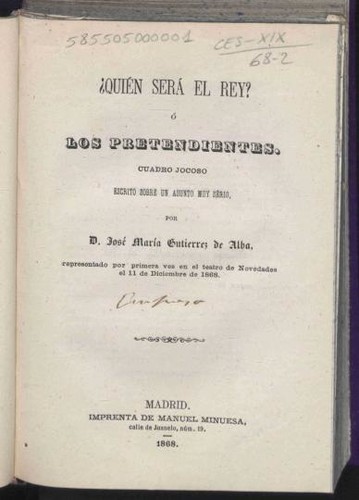 585505000001
CES-XIX
68-2
¿QUIÉN SERÁ EL REY?
ó
LOS PRETENDIENTES.
CUADRO JOCOSO
ESCRITO SOBRE UN ASUNTO MUY SÉRIO,
POR
D. José María Gutierrez de Alba,
representado por primera vez en el teatro de Novedades
el 11 de Diciembre de 1868.
MADRID.
IMPRENTA DE MANUEL MINUESA,
calle de Juanelo, núm. 19.
1868.